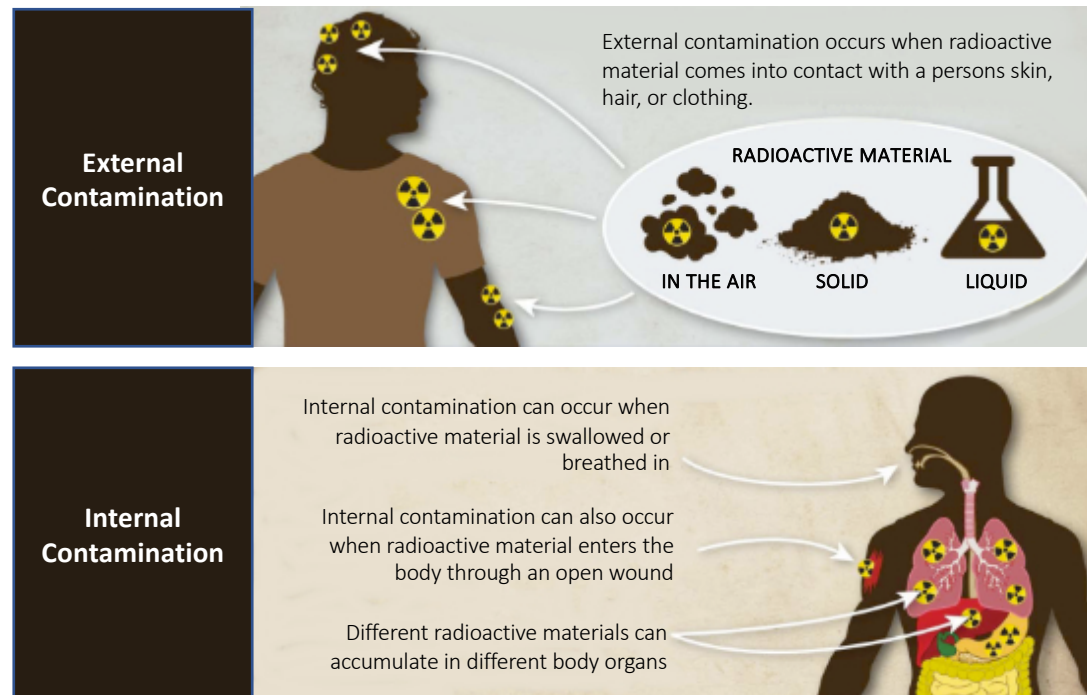 External
Contamination
External contamination occurs when radioactive
material comes into contact with a persons skin,
hair, or clothing.
RADIOACTIVE MATERIAL
IN THE AIR
SOLID
LIQUID
Internal
Contamination
Internal contamination can occur when
radioactive material is swallowed or
breathed in
Internal contamination can also occur
when radioactive material enters the
body through an open wound
Different radioactive materials can
accumulate in different body organs